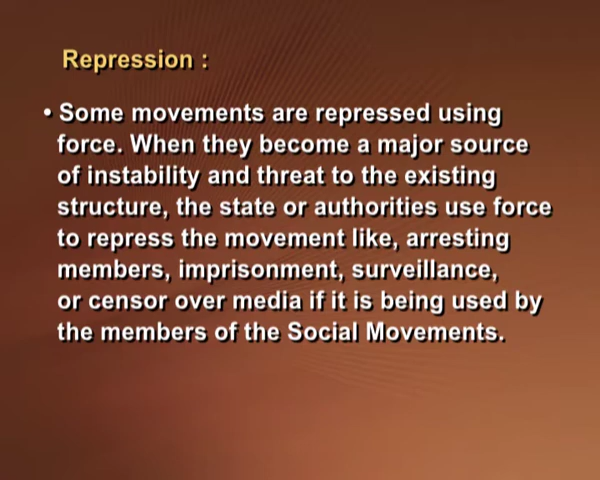 Repression :
• Some movements are repressed using
force. When they become a major source
of instability and threat to the existing
structure, the state or authorities use force
to repress the movement like, arresting
members, imprisonment, surveillance,
or censor over media if it is being used by
the members of the Social Movements.